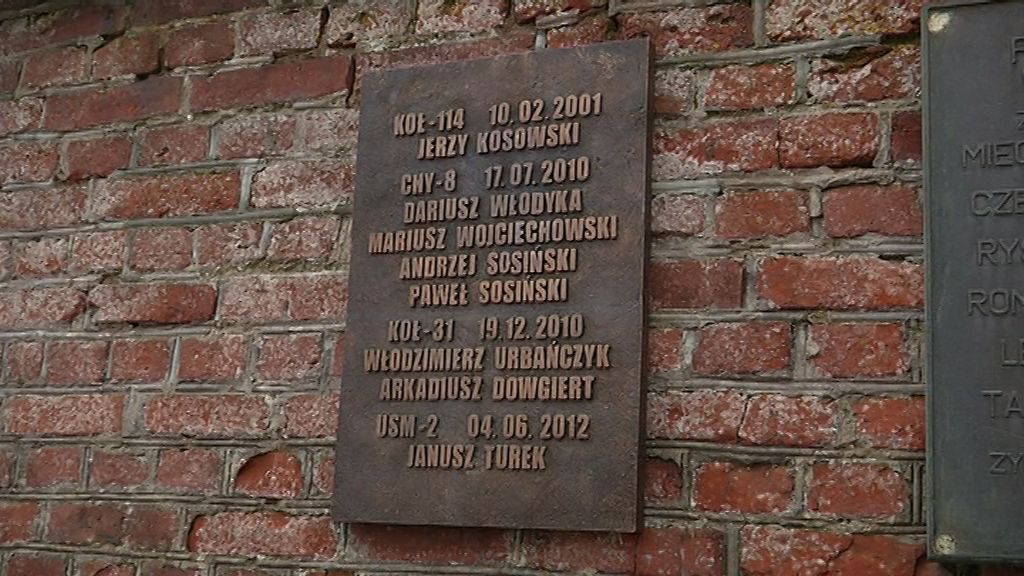 KOŁ-114 10.02.2001
JERZY KOSOWSKI
CHY-8 17.07.2010
DARIUSZ WŁODYKA
MARIUSZ WOJCIECHOWSKI
ANDRZEJ SOSIŃSKI
PAWEŁ SOSIŃSKI
KOŁ-31 19.12.2010
WŁODZIMIERZ URBAŃCZYK
ARKADIUSZ DOWGIERT
USM-2 04.06.2012
JANUSZ TUREK